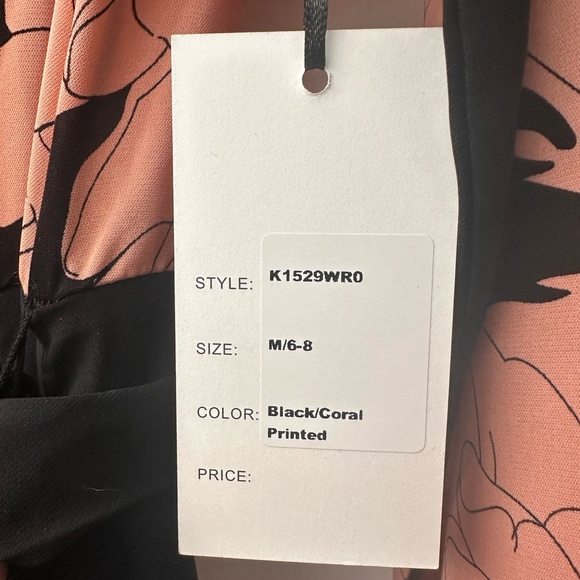 STYLE: K1529WR0
SIZE: M/6-8
COLOR: Black/Coral
Printed
PRICE: